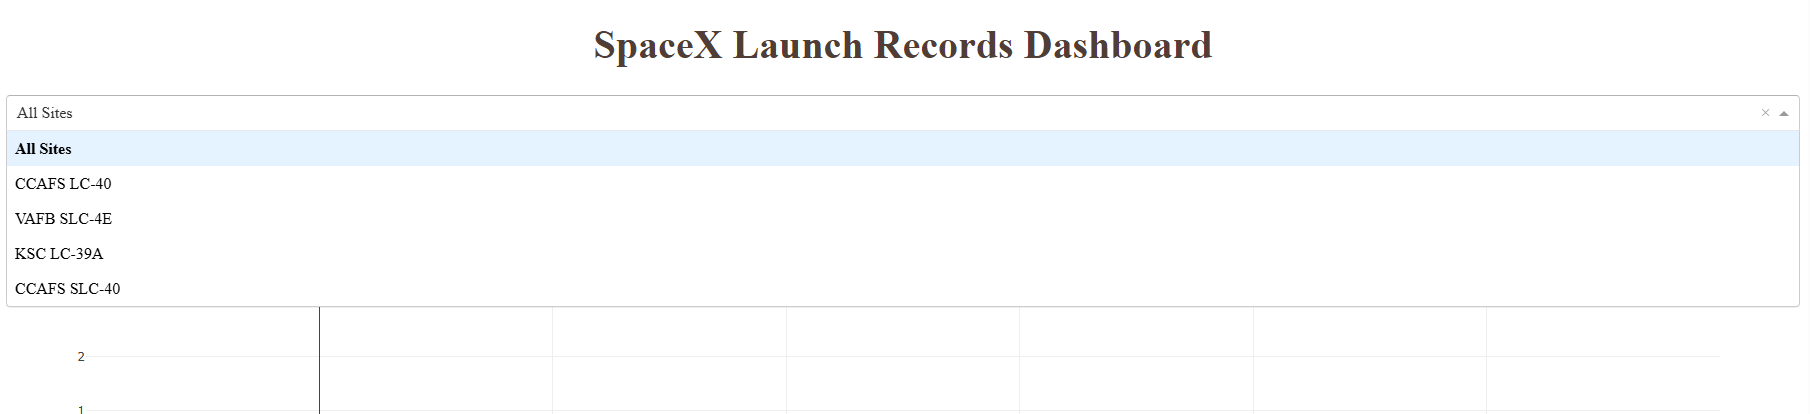 SpaceX Launch Records Dashboard
All Sites
All Sites
CCAFS LC-40
VAFB SLC-4E
KSC LC-39A
CCAFS SLC-40
2
1